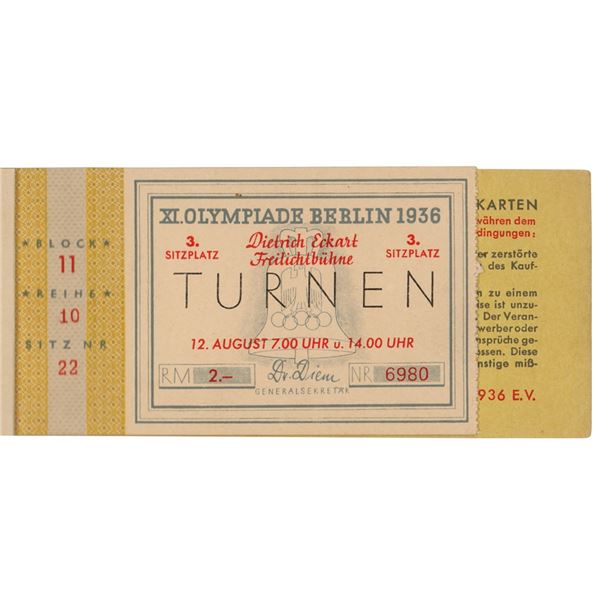 ★BLOCK★
11
★REIHE★
10
SITZ NR
22
XI. OLYMPIADE BERLIN 1936
3.
SITZPLATZ
Dietrich Eckart
Freilichtbühne
3.
SITZPLATZ
TURNEN
12. AUGUST 7.00 UHR u. 14.00 UHR
RM 2.–
Dr. Diem
GENERALSEKRETÄR
NR 6980
KARTEN
währen dem
dingungen:
er zerstörte
des Kauf-
n zu einem
ise ist unzu-
. Der Veran-
werber oder
nsprüche ge-
ossen. Diese
nstige miß-
936 E.V.